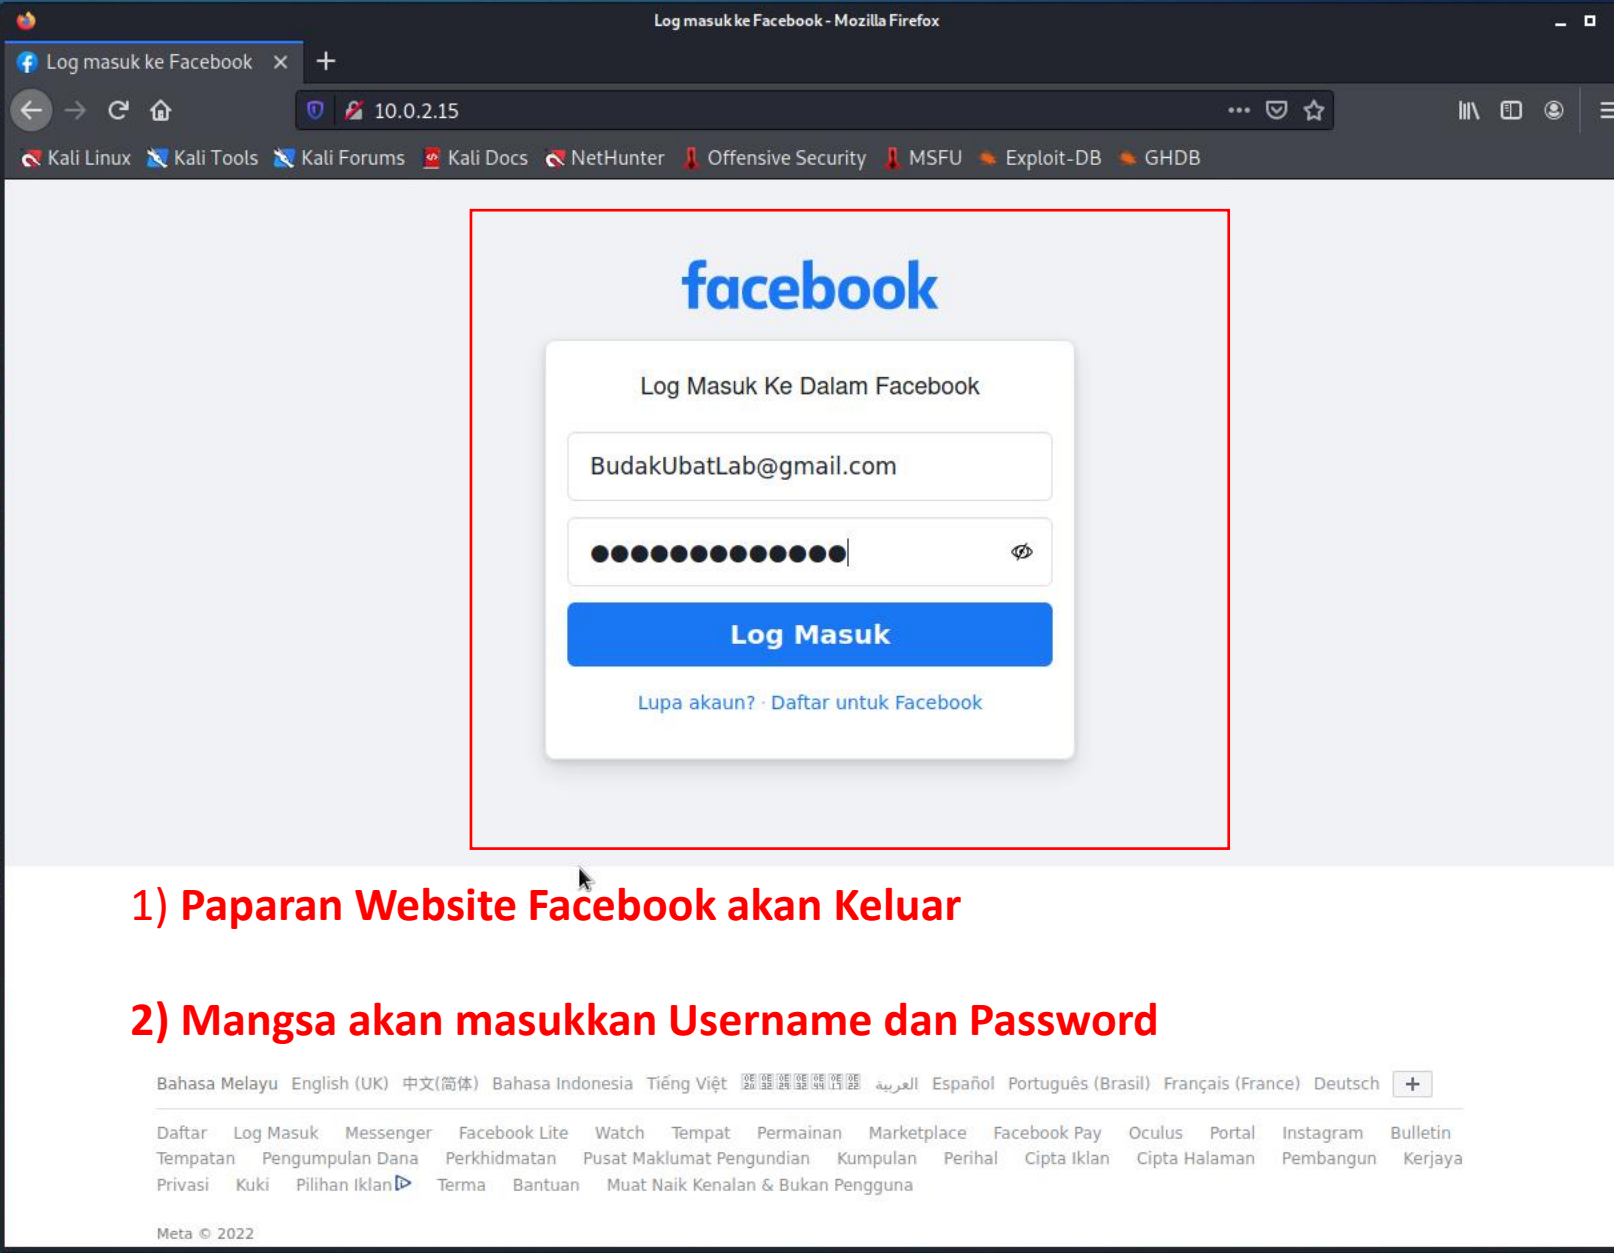 Log masuk ke Facebook - Mozilla Firefox
Log masuk ke Facebook
10.0.2.15
Kali Linux Kali Tools Kali Forums Kali Docs NetHunter Offensive Security MSFU Exploit-DB GHDB
facebook
Log Masuk Ke Dalam Facebook
BudakUbatLab@gmail.com
●●●●●●●●●●●●●
Log Masuk
Lupa akaun? · Daftar untuk Facebook
1) Paparan Website Facebook akan Keluar
2) Mangsa akan masukkan Username dan Password
Bahasa Melayu English (UK) 中文(简体) Bahasa Indonesia Tiếng Việt العربية Español Português (Brasil) Français (France) Deutsch +
Daftar Log Masuk Messenger Facebook Lite Watch Tempat Permainan Marketplace Facebook Pay Oculus Portal Instagram Bulletin
Tempatan Pengumpulan Dana Perkhidmatan Pusat Maklumat Pengundian Kumpulan Perihal Cipta Iklan Cipta Halaman Pembangun Kerjaya
Privasi Kuki Pilihan Iklan Terma Bantuan Muat Naik Kenalan & Bukan Pengguna
Meta © 2022